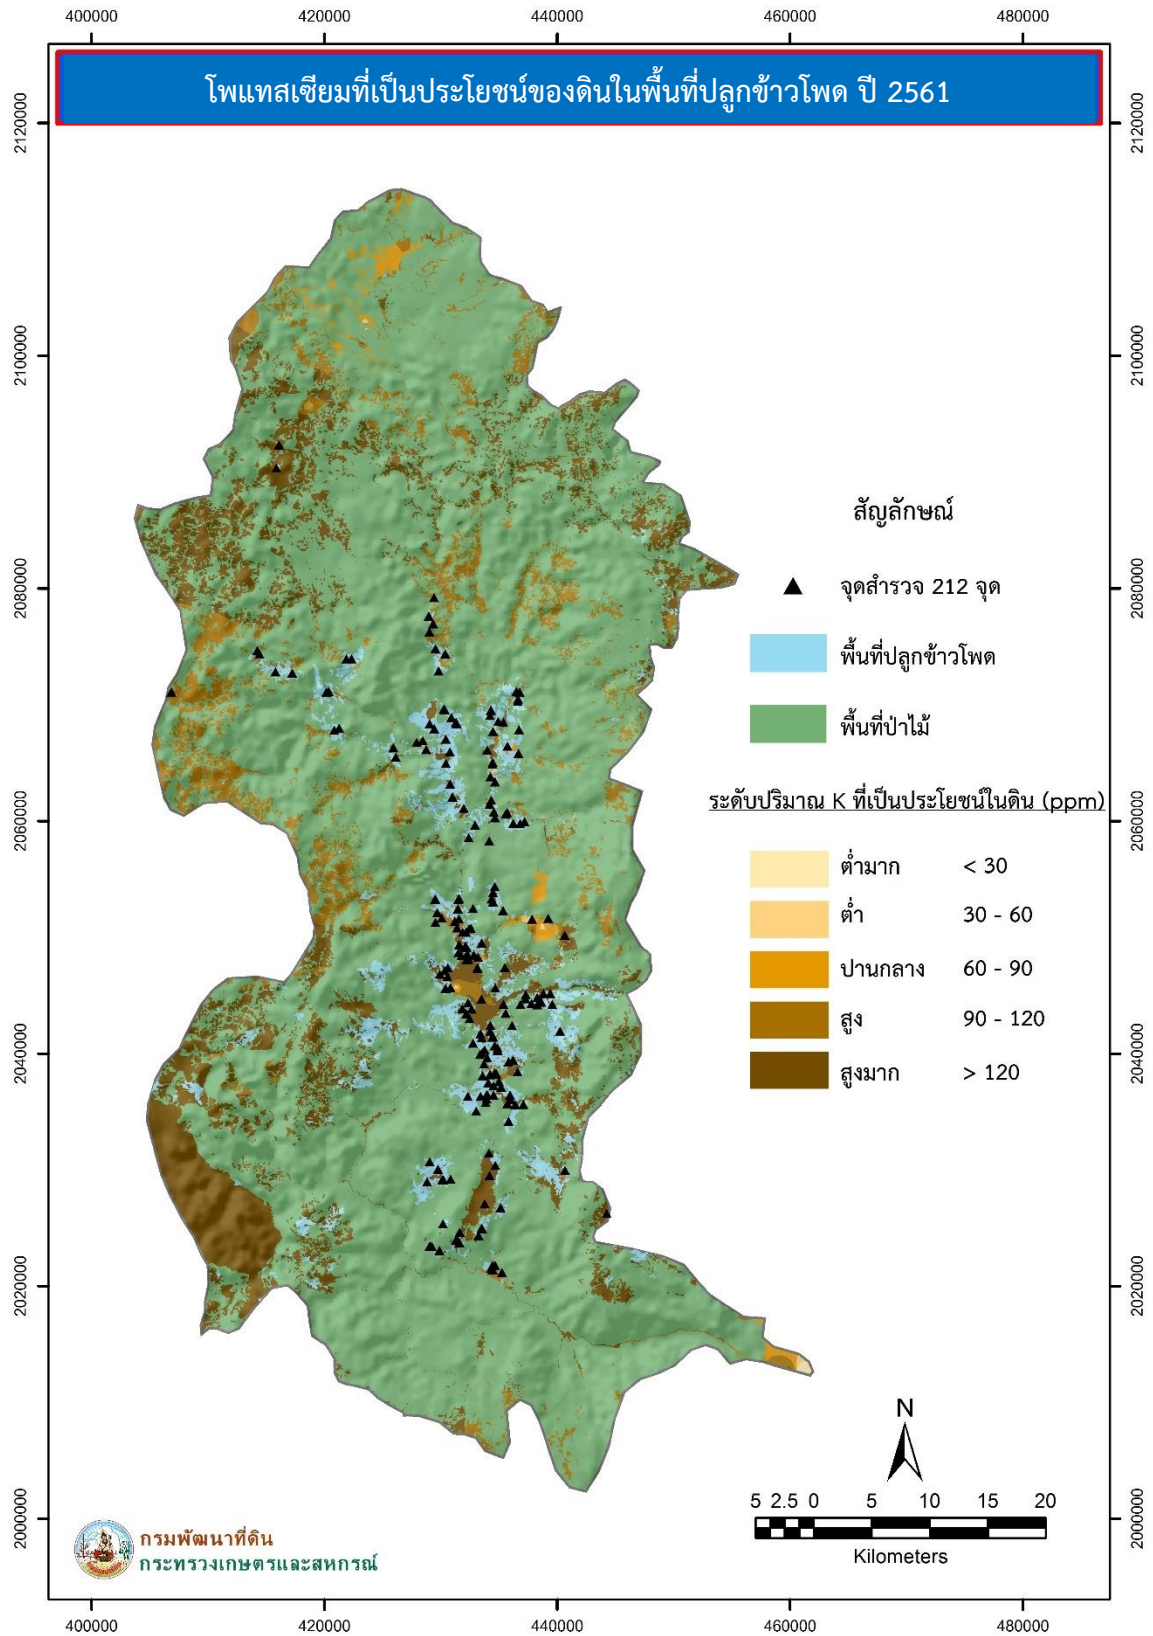 400000 420000 440000 460000 480000
โพแทสเซียมที่เป็นประโยชน์ของดินในพื้นที่ปลูกข้าวโพด ปี 2561
2120000 2120000
2100000 2100000
สัญลักษณ์
2080000 2080000
จุดสำรวจ 212 จุด
พื้นที่ปลูกข้าวโพด
พื้นที่ป่าไม้
ระดับปริมาณ K ที่เป็นประโยชน์ในดิน (ppm)
2060000 2060000
ต่ำมาก < 30
ต่ำ 30 - 60
ปานกลาง 60 - 90
สูง 90 - 120
2040000 2040000
สูงมาก > 120
2020000 2020000
N
5 2.5 0 5 10 15 20
2000000 2000000
Kilometers
กรมพัฒนาที่ดิน
กระทรวงเกษตรและสหกรณ์
400000 420000 440000 460000 480000